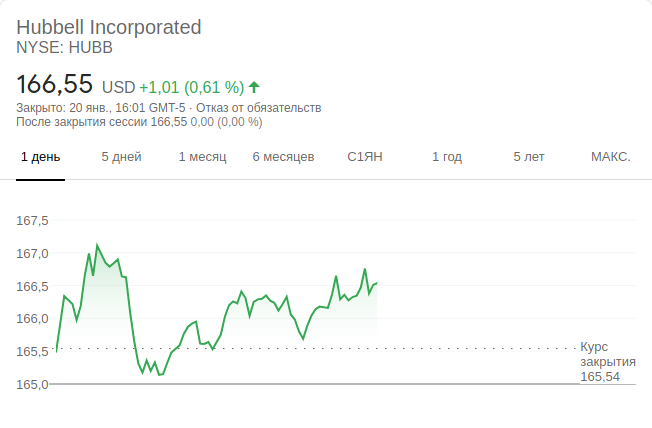 Hubbell Incorporated
NYSE: HUBB
166,55 USD +1,01 (0,61 %)
Закрыто: 20 янв., 16:01 GMT-5 · Отказ от обязательств
После закрытия сессии 166,55 0,00 (0,00 %)
1 день 5 дней 1 месяц 6 месяцев С1ЯН 1 год 5 лет МАКС.
167,5
167,0
166,5
166,0
165,5
165,0
Курс
закрытия
165,54